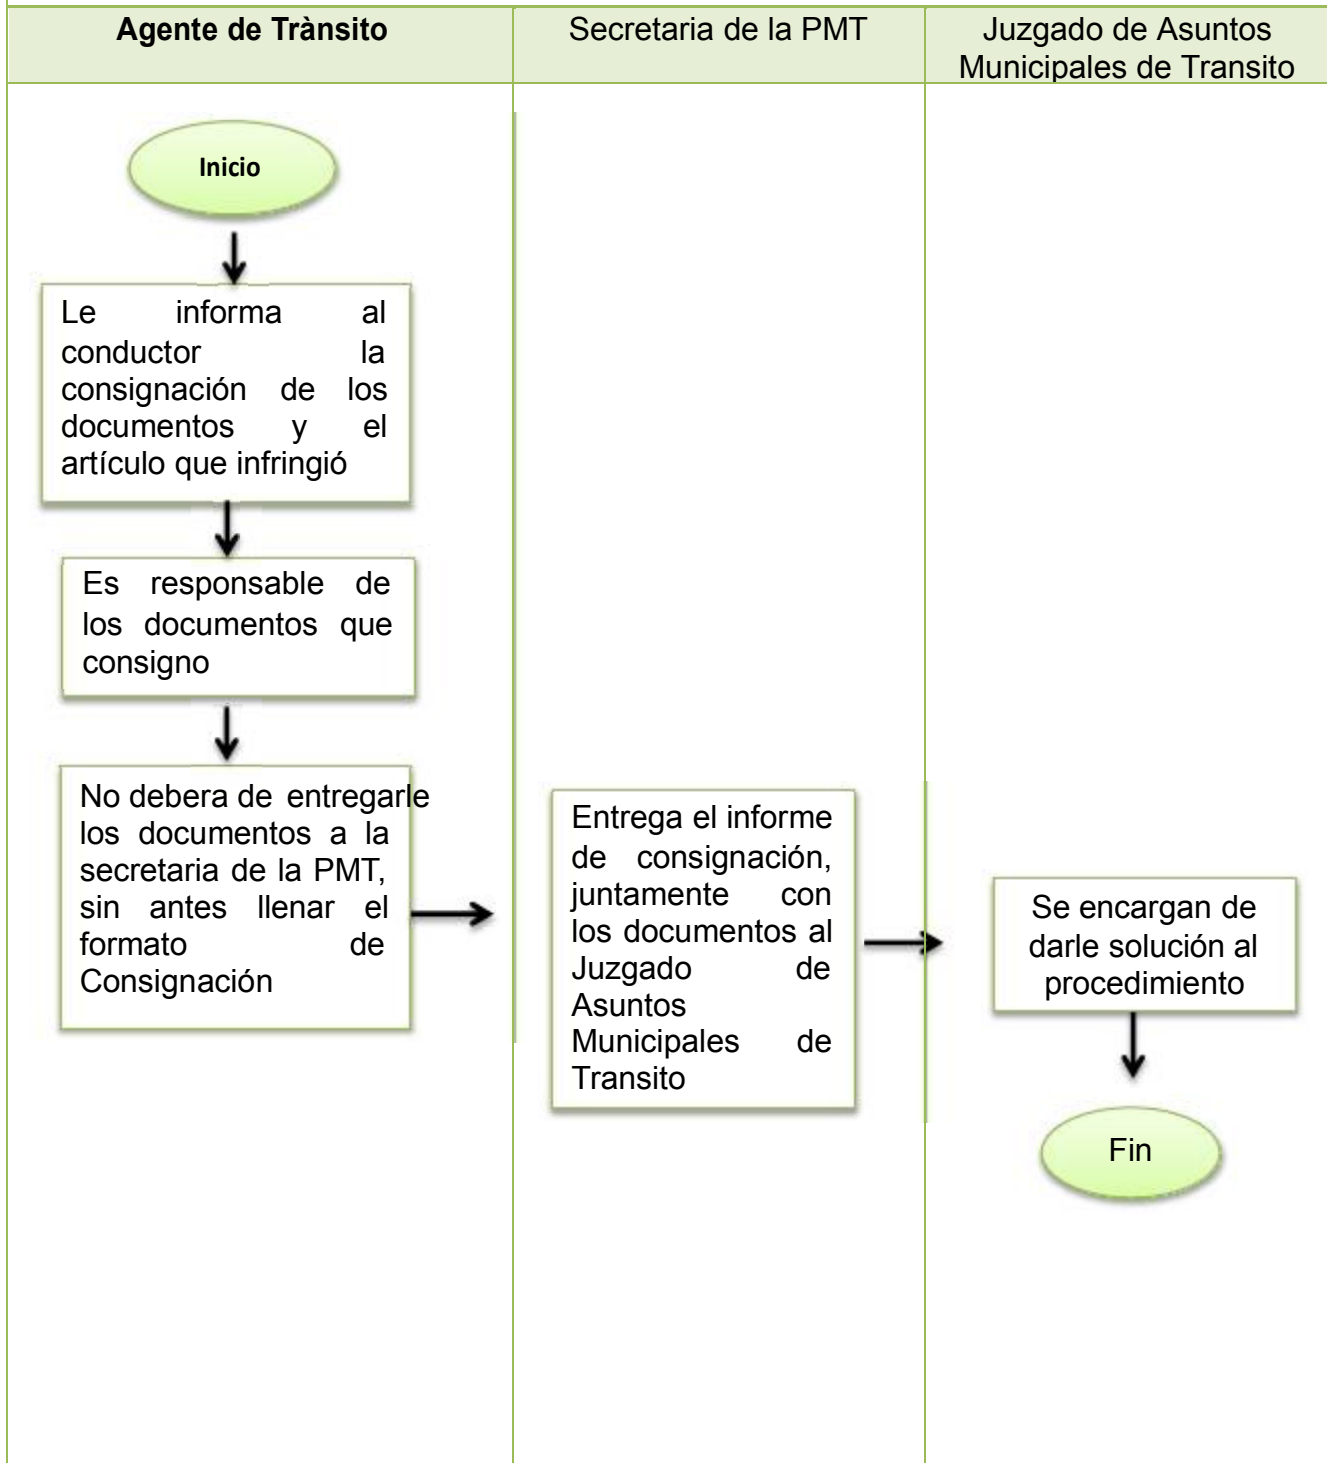 Agente de Trànsito
Secretaria de la PMT
Juzgado de Asuntos
Municipales de Transito
Inicio
Le informa al
conductor la
consignación de los
documentos y el
artículo que infringió
Es responsable de
los documentos que
consigno
No debera de entregarle
los documentos a la
secretaria de la PMT,
sin antes llenar el
formato de
Consignación
Entrega el informe
de consignación,
juntamente con
los documentos al
Juzgado de
Asuntos
Municipales de
Transito
Se encargan de
darle solución al
procedimiento
Fin